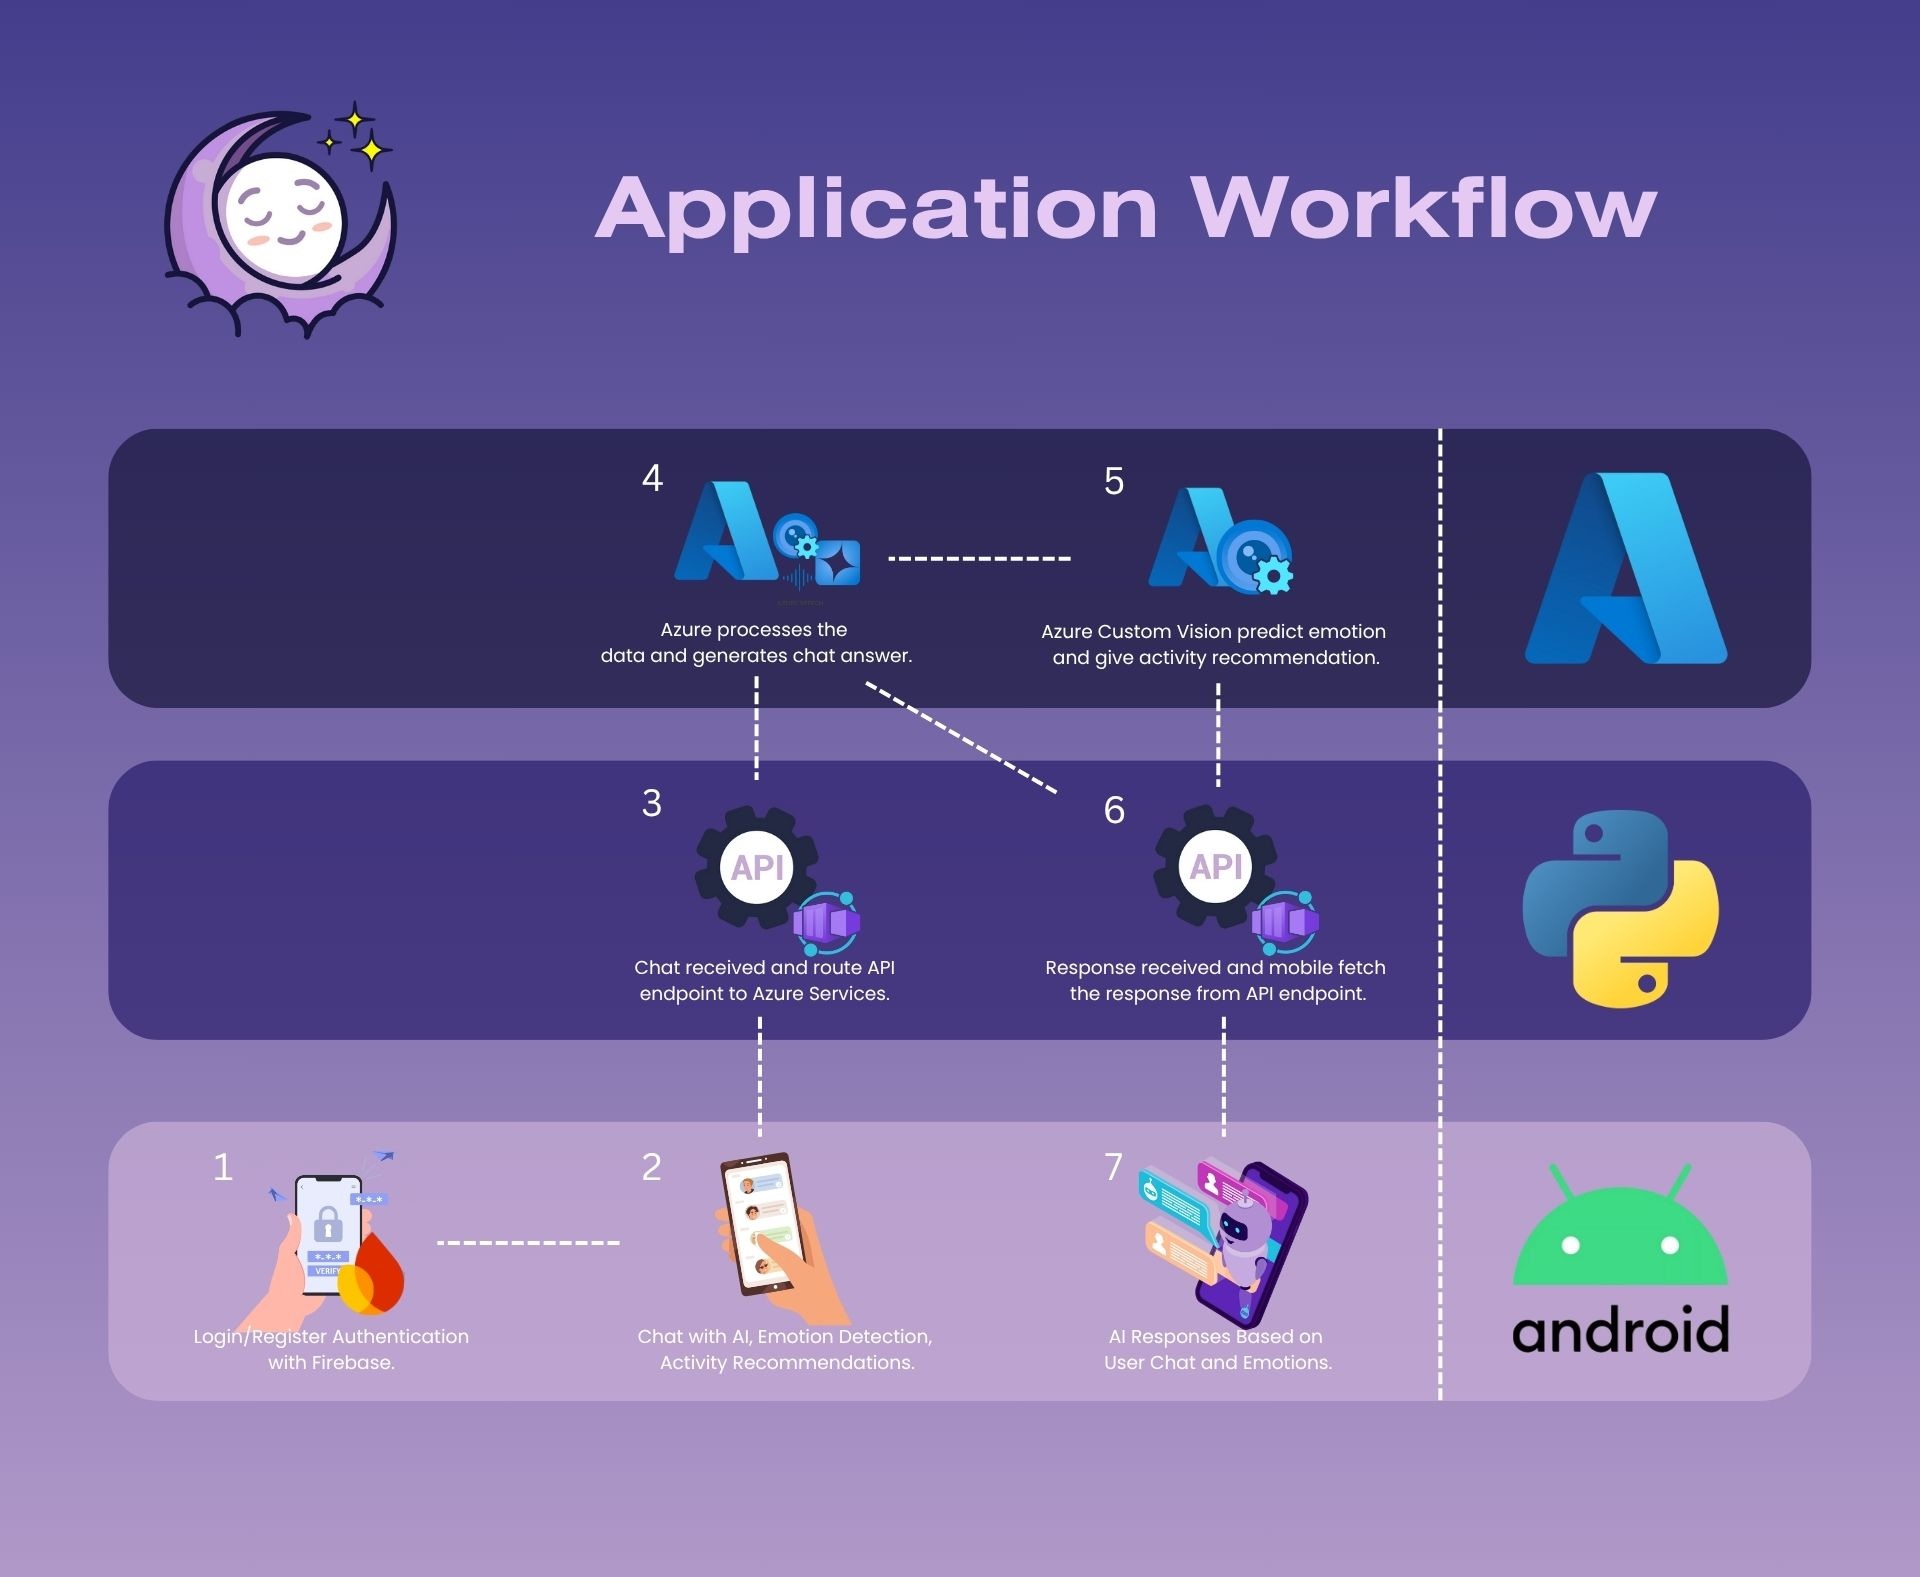 Application Workflow
4
5
Azure processes the
data and generates chat answer.
Azure Custom Vision predict emotion
and give activity recommendation.
3
6
API
API
Chat received and route API
endpoint to Azure Services.
Response received and mobile fetch
the response from API endpoint.
1
2
7
*-*-*
*-*-*
VERIFY
Login/Register Authentication
with Firebase.
Chat with AI, Emotion Detection,
Activity Recommendations.
AI Responses Based on
User Chat and Emotions.
android